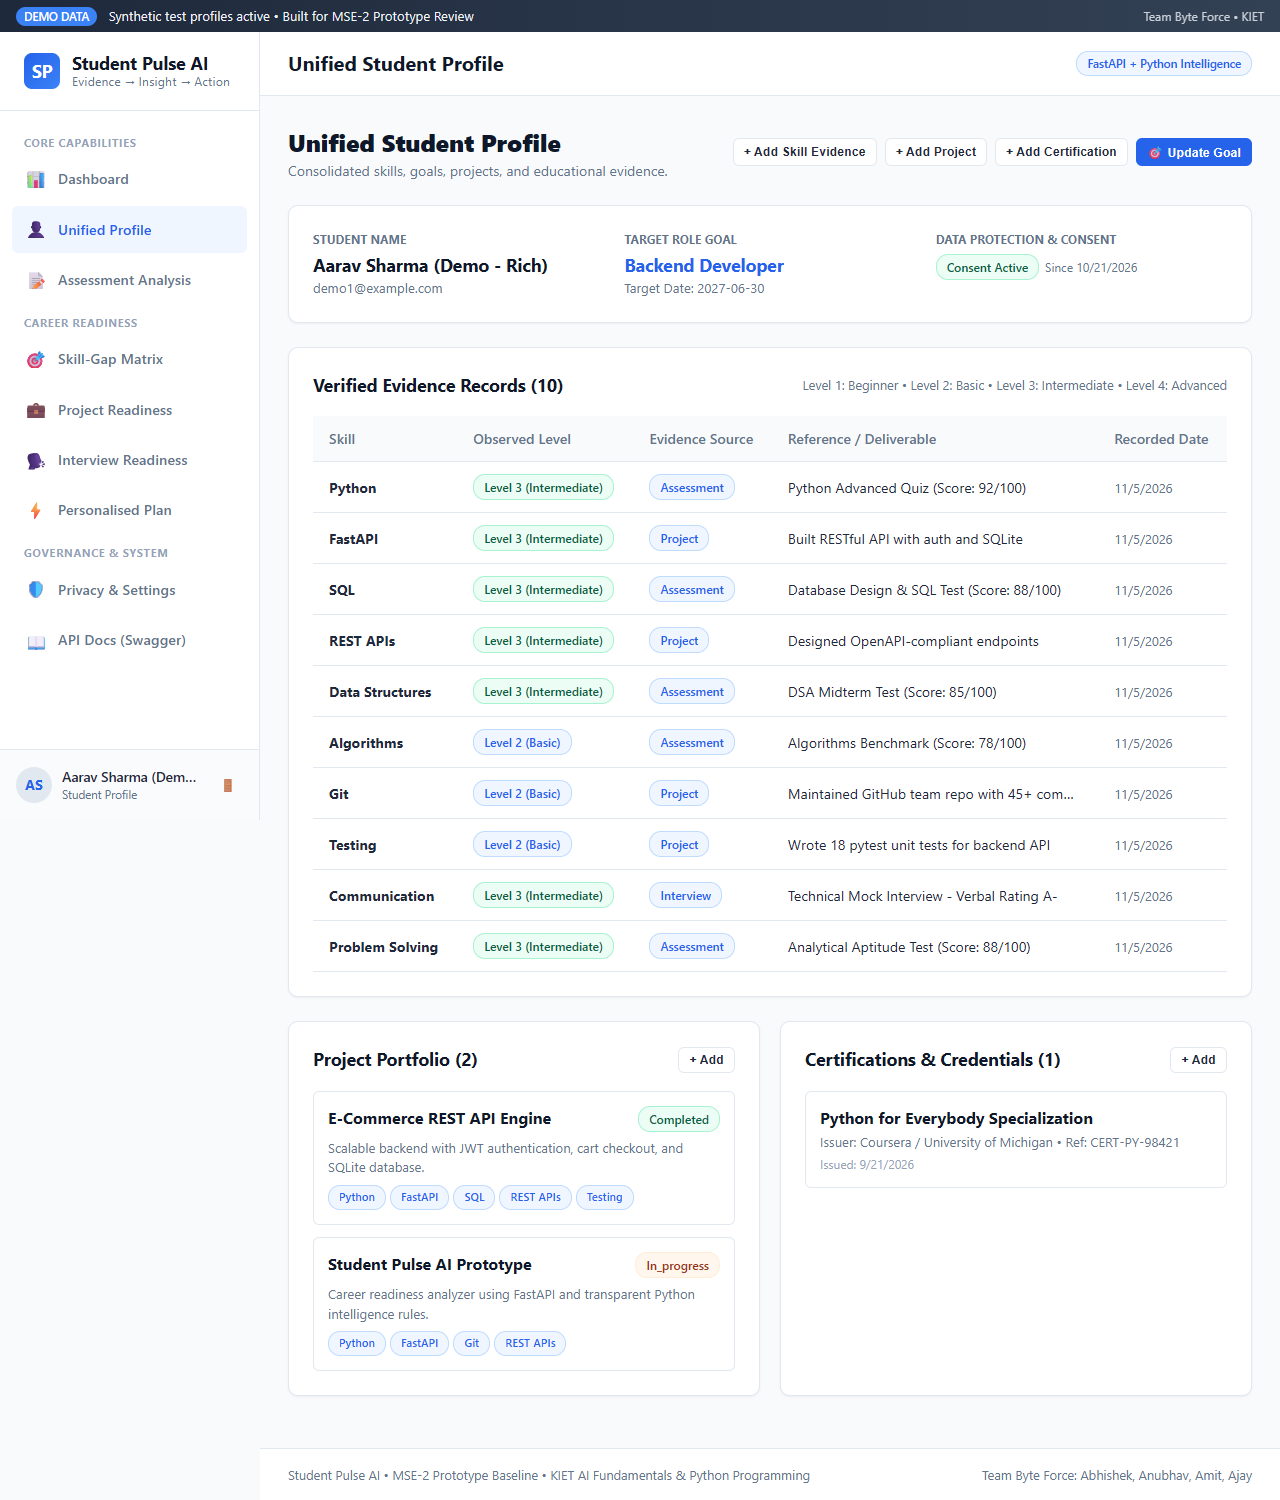 DEMO DATA Synthetic test profiles active • Built for MSE-2 Prototype Review
Team Byte Force • KIET
SP
Student Pulse AI
Evidence → Insight → Action
CORE CAPABILITIES
Dashboard
Unified Profile
Assessment Analysis
CAREER READINESS
Skill-Gap Matrix
Project Readiness
Interview Readiness
Personalised Plan
GOVERNANCE & SYSTEM
Privacy & Settings
API Docs (Swagger)
AS
Aarav Sharma (Dem...
Student Profile
Unified Student Profile
FastAPI + Python Intelligence
Unified Student Profile
Consolidated skills, goals, projects, and educational evidence.
+ Add Skill Evidence
+ Add Project
+ Add Certification
Update Goal
STUDENT NAME
Aarav Sharma (Demo - Rich)
demo1@example.com
TARGET ROLE GOAL
Backend Developer
Target Date: 2027-06-30
DATA PROTECTION & CONSENT
Consent Active Since 10/21/2026
Verified Evidence Records (10)
Level 1: Beginner • Level 2: Basic • Level 3: Intermediate • Level 4: Advanced
Skill Observed Level Evidence Source Reference / Deliverable Recorded Date
Python Level 3 (Intermediate) Assessment Python Advanced Quiz (Score: 92/100) 11/5/2026
FastAPI Level 3 (Intermediate) Project Built RESTful API with auth and SQLite 11/5/2026
SQL Level 3 (Intermediate) Assessment Database Design & SQL Test (Score: 88/100) 11/5/2026
REST APIs Level 3 (Intermediate) Project Designed OpenAPI-compliant endpoints 11/5/2026
Data Structures Level 3 (Intermediate) Assessment DSA Midterm Test (Score: 85/100) 11/5/2026
Algorithms Level 2 (Basic) Assessment Algorithms Benchmark (Score: 78/100) 11/5/2026
Git Level 2 (Basic) Project Maintained GitHub team repo with 45+ com... 11/5/2026
Testing Level 2 (Basic) Project Wrote 18 pytest unit tests for backend API 11/5/2026
Communication Level 3 (Intermediate) Interview Technical Mock Interview - Verbal Rating A- 11/5/2026
Problem Solving Level 3 (Intermediate) Assessment Analytical Aptitude Test (Score: 88/100) 11/5/2026
Project Portfolio (2)
+ Add
E-Commerce REST API Engine
Completed
Scalable backend with JWT authentication, cart checkout, and
SQLite database.
Python FastAPI SQL REST APIs Testing
Student Pulse AI Prototype
In_progress
Career readiness analyzer using FastAPI and transparent Python
intelligence rules.
Python FastAPI Git REST APIs
Certifications & Credentials (1)
+ Add
Python for Everybody Specialization
Issuer: Coursera / University of Michigan • Ref: CERT-PY-98421
Issued: 9/21/2026
Student Pulse AI • MSE-2 Prototype Baseline • KIET AI Fundamentals & Python Programming
Team Byte Force: Abhishek, Anubhav, Amit, Ajay